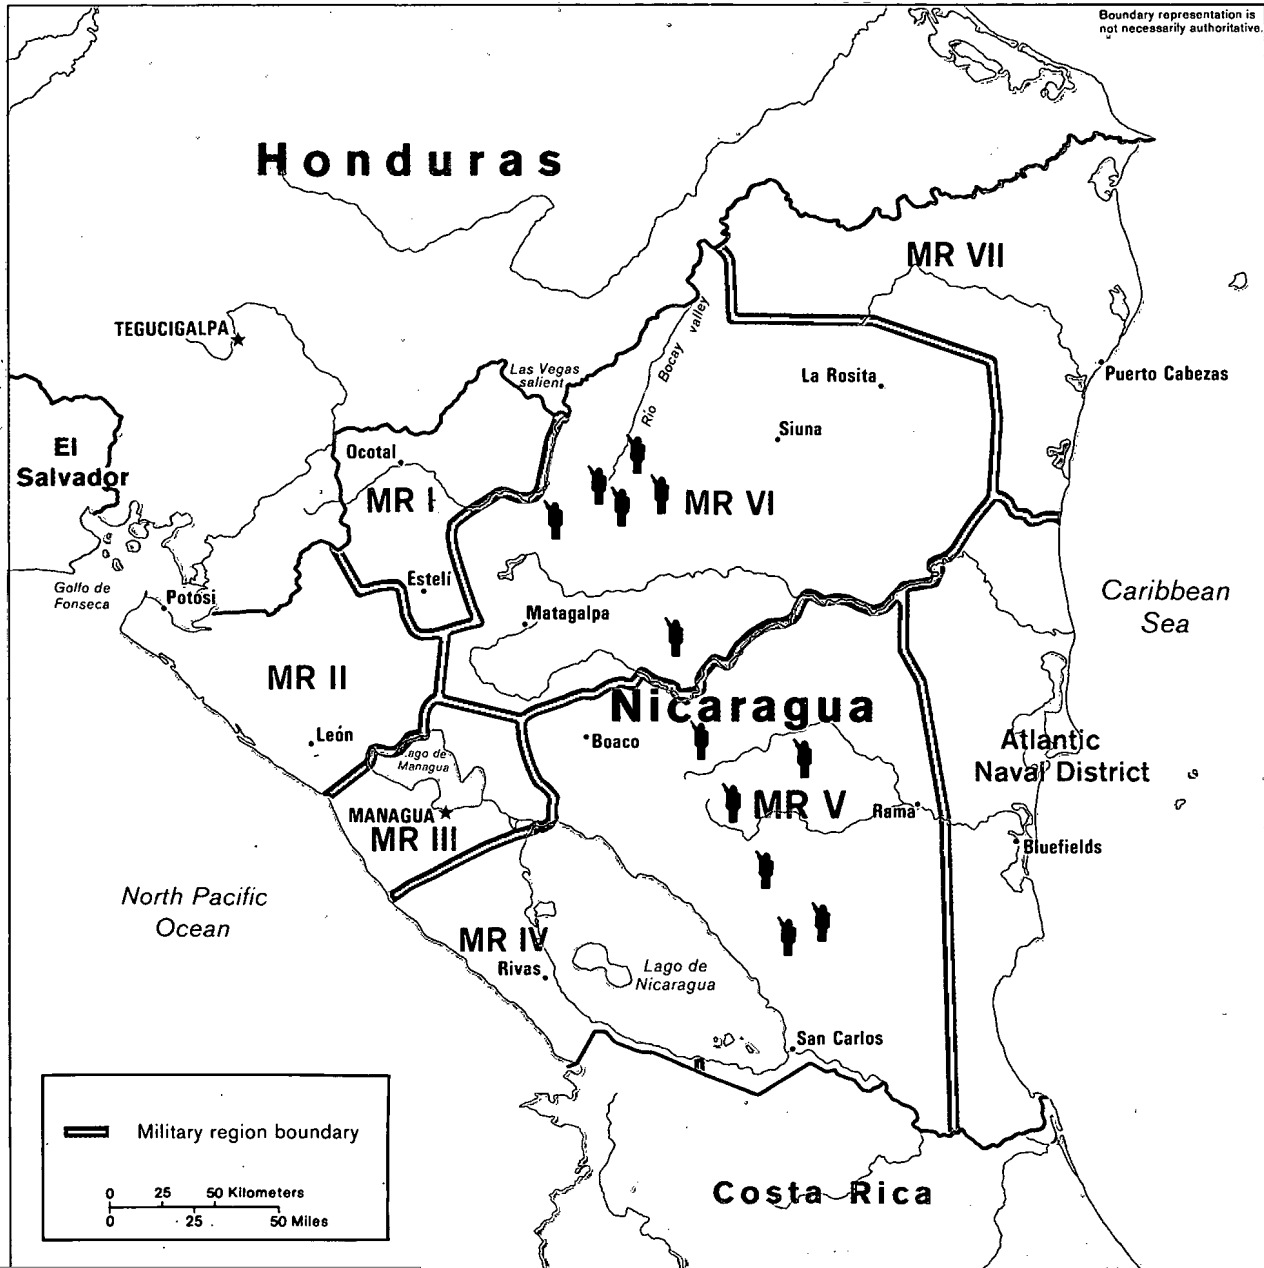 Boundary representation is
not necessarily authoritative.
Honduras
MR VII
TEGUCIGALPA
Las Vegas
salient
Río Bocay valley
La Rosita
Puerto Cabezas
El
Salvador
Ocotal
Siuna
MR I
MR VI
Golfo de
Fonseca
Potosí
Estelí
Matagalpa
Caribbean
Sea
MR II
Nicaragua
León
Boaco
Lago de
Managua
Atlantic
Naval District
MANAGUA
MR III
MR V
Rama
Bluefields
North Pacific
Ocean
MR IV
Rivas
Lago de
Nicaragua
San Carlos
Military region boundary
0 25 50 Kilometers
0 25 50 Miles
Costa Rica